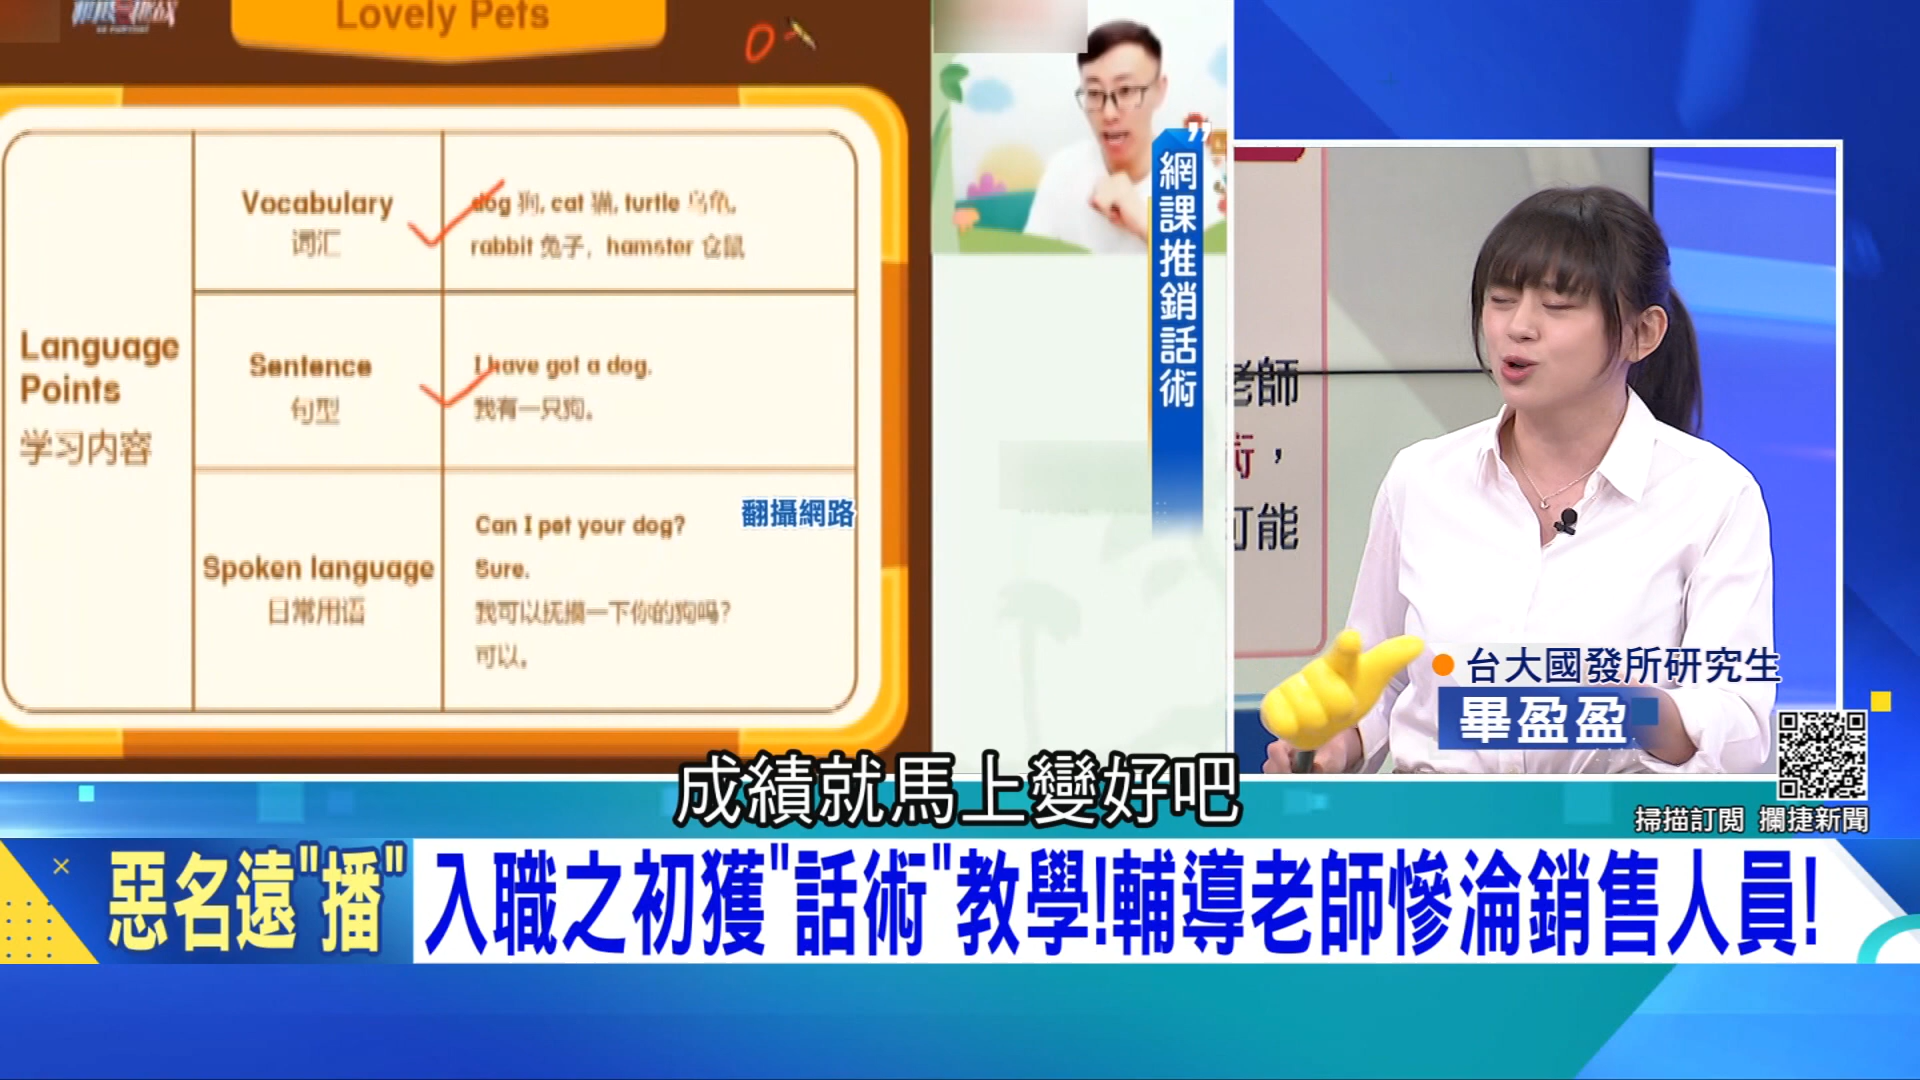 Lovely Pets
Language
Points
学习内容
Vocabulary
词汇
dog 狗, cat 猫, turtle 乌龟,
rabbit 兔子, hamster 仓鼠
Sentence
句型
I have got a dog.
我有一只狗。
Spoken language
日常用语
Can I pet your dog?
Sure.
我可以抚摸一下你的狗吗?
可以。
翻攝網路
網課推銷話術
老師
術，
可能
台大國發所研究生
畢盈盈
成績就馬上變好吧
掃描訂閱 攔捷新聞
惡名遠"播"
入職之初獲"話術"教學!輔導老師慘淪銷售人員!